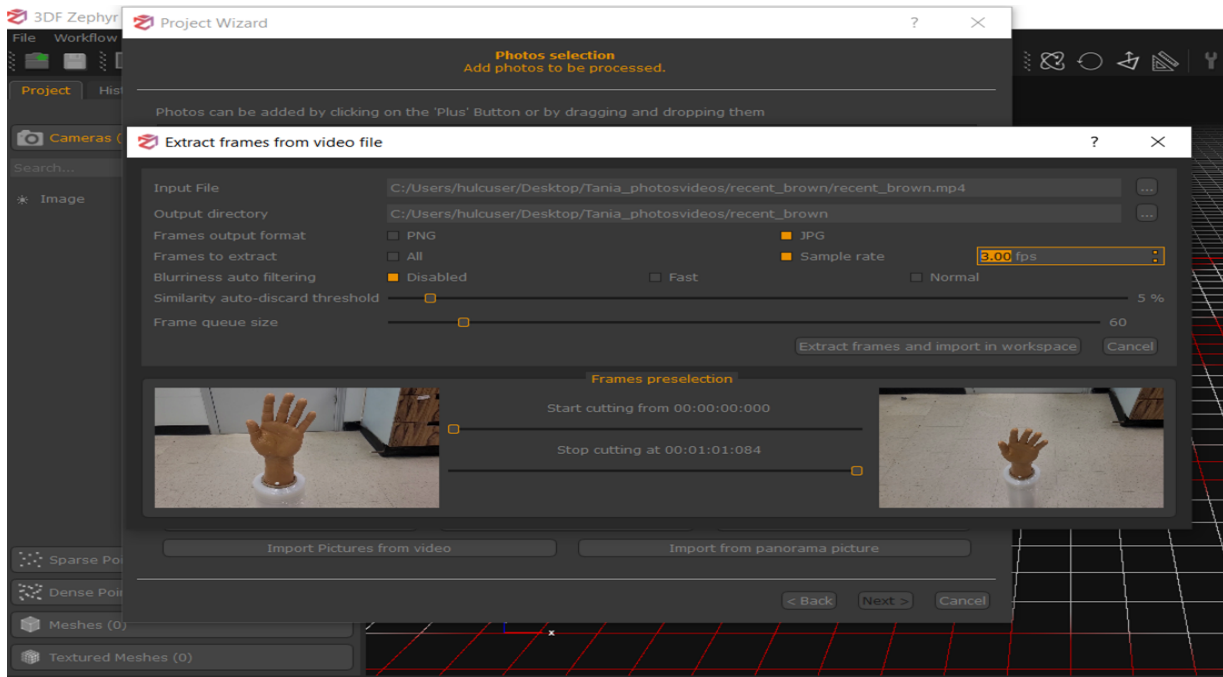 3DF Zephyr
Project Wizard
?
File Workflow
Photos selection
Add photos to be processed.
Project
Photos can be added by clicking on the 'Plus' Button or by dragging and dropping them
Cameras (
Extract frames from video file
?
Search...
Image
Input File
C:/Users/hulcuser/Desktop/Tania_photosvideos/recent_brown/recent_brown.mp4
...
Output directory
C:/Users/hulcuser/Desktop/Tania_photosvideos/recent_brown
...
Frames output format
PNG
JPG
Frames to extract
All
Sample rate
3.00 fps
Blurriness auto filtering
Disabled
Fast
Normal
Similarity auto-discard threshold
5 %
Frame queue size
60
Extract frames and import in workspace
Cancel
Frames preselection
Start cutting from 00:00:00:000
Stop cutting at 00:01:01:084
Import Pictures from video
Import from panorama picture
Sparse Poi
Dense Poin
< Back
Next >
Cancel
Meshes (0)
x
Textured Meshes (0)